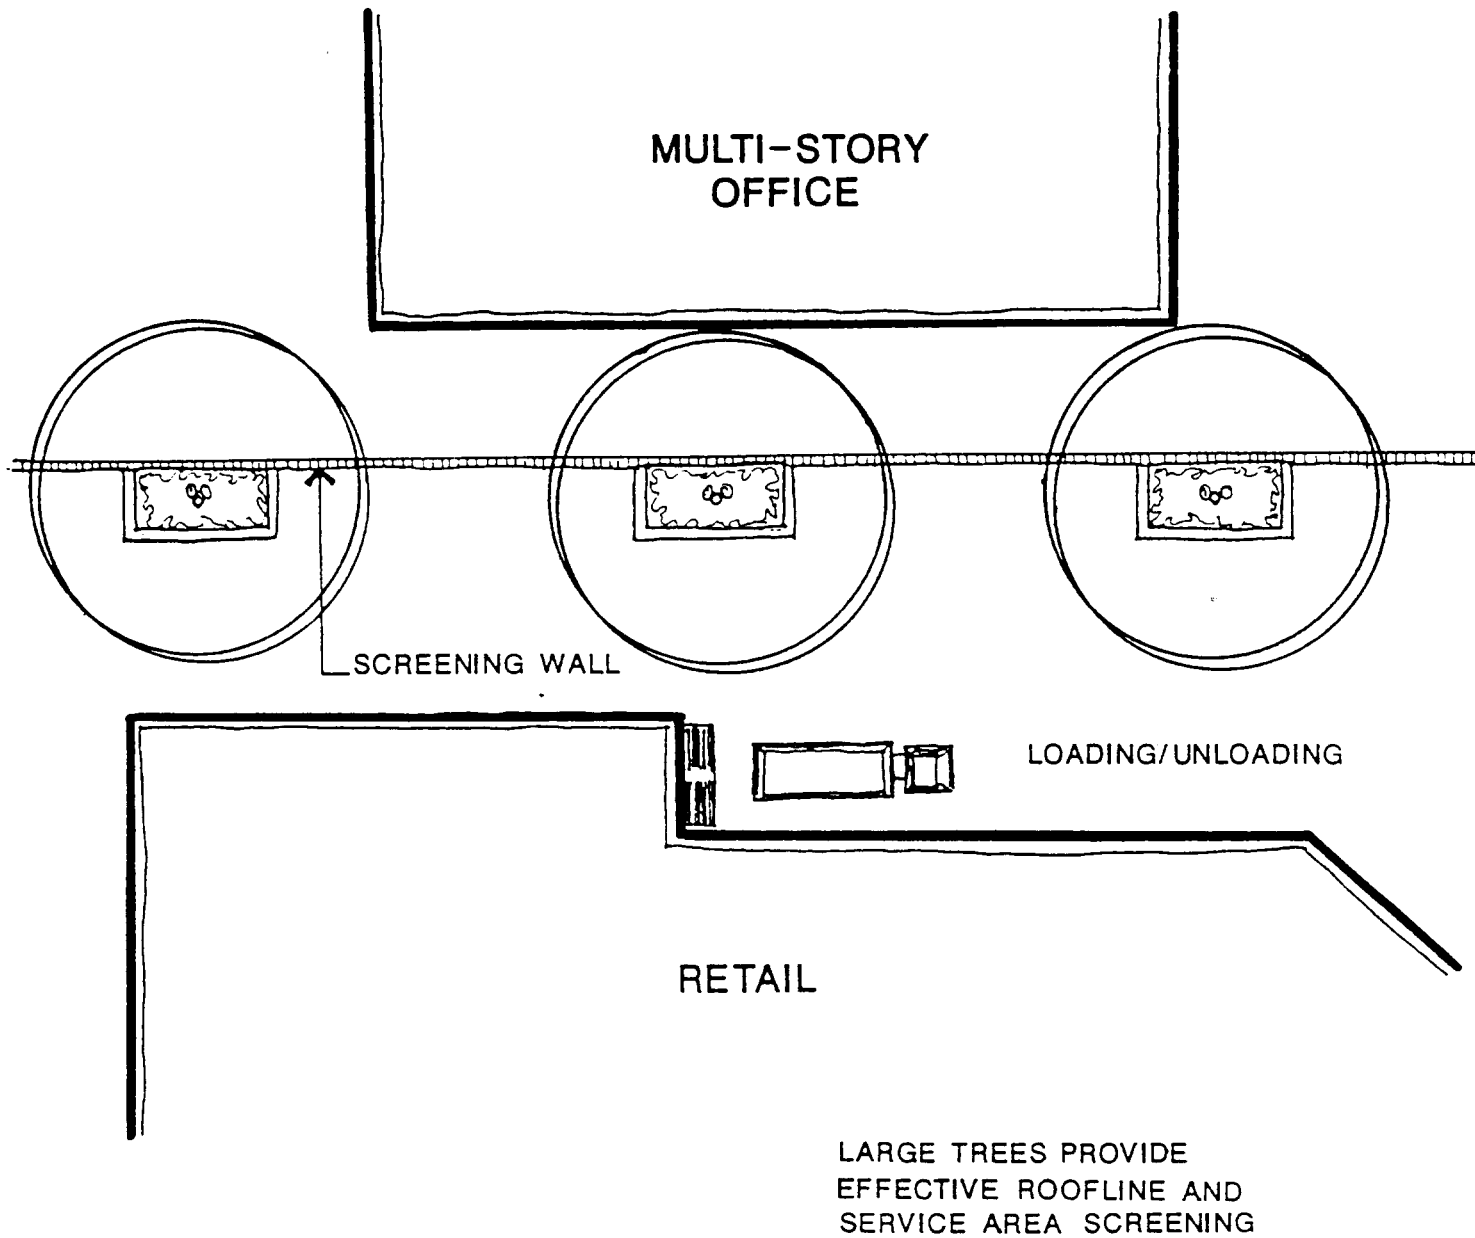 MULTI-STORY
OFFICE
SCREENING WALL
LOADING/UNLOADING
RETAIL
LARGE TREES PROVIDE
EFFECTIVE ROOFLINE AND
SERVICE AREA SCREENING